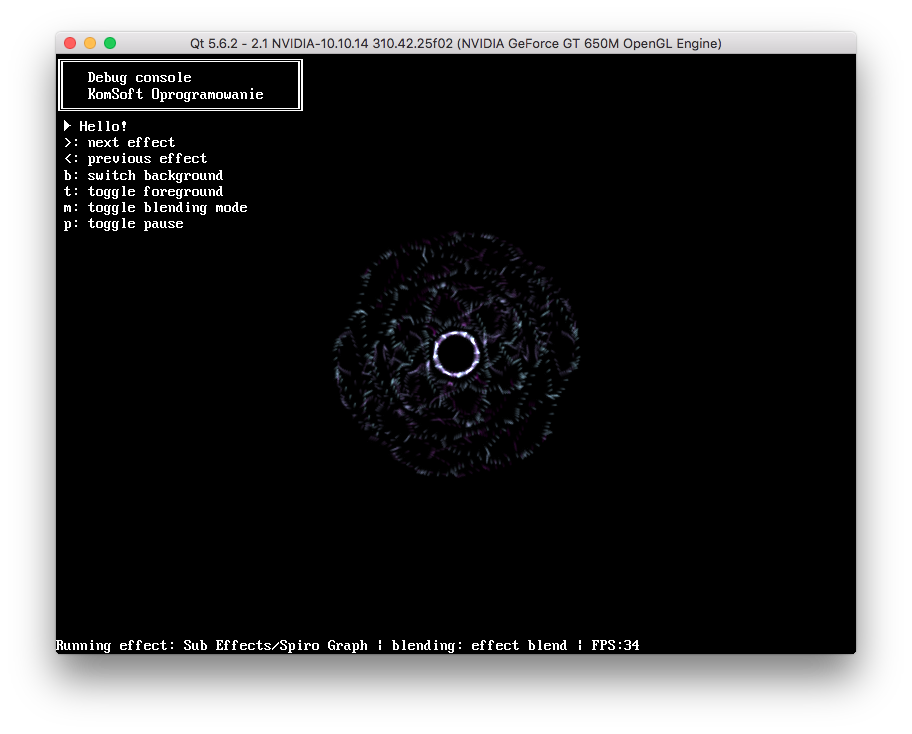 Qt 5.6.2 - 2.1 NVIDIA-10.10.14 310.42.25f02 (NVIDIA GeForce GT 650M OpenGL Engine)
Debug console
KomSoft Oprogramowanie
Hello!
>: next effect
<: previous effect
b: switch background
t: toggle foreground
m: toggle blending mode
p: toggle pause
Running effect: Sub Effects/Spiro Graph ¦ blending: effect blend ¦ FPS:34